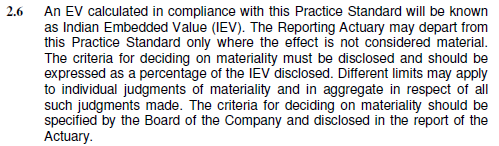 2.6 An EV calculated in compliance with this Practice Standard will be known
as Indian Embedded Value (IEV). The Reporting Actuary may depart from
this Practice Standard only where the effect is not considered material.
The criteria for deciding on materiality must be disclosed and should be
expressed as a percentage of the IEV disclosed. Different limits may apply
to individual judgments of materiality and in aggregate in respect of all
such judgments made. The criteria for deciding on materiality should be
specified by the Board of the Company and disclosed in the report of the
Actuary.